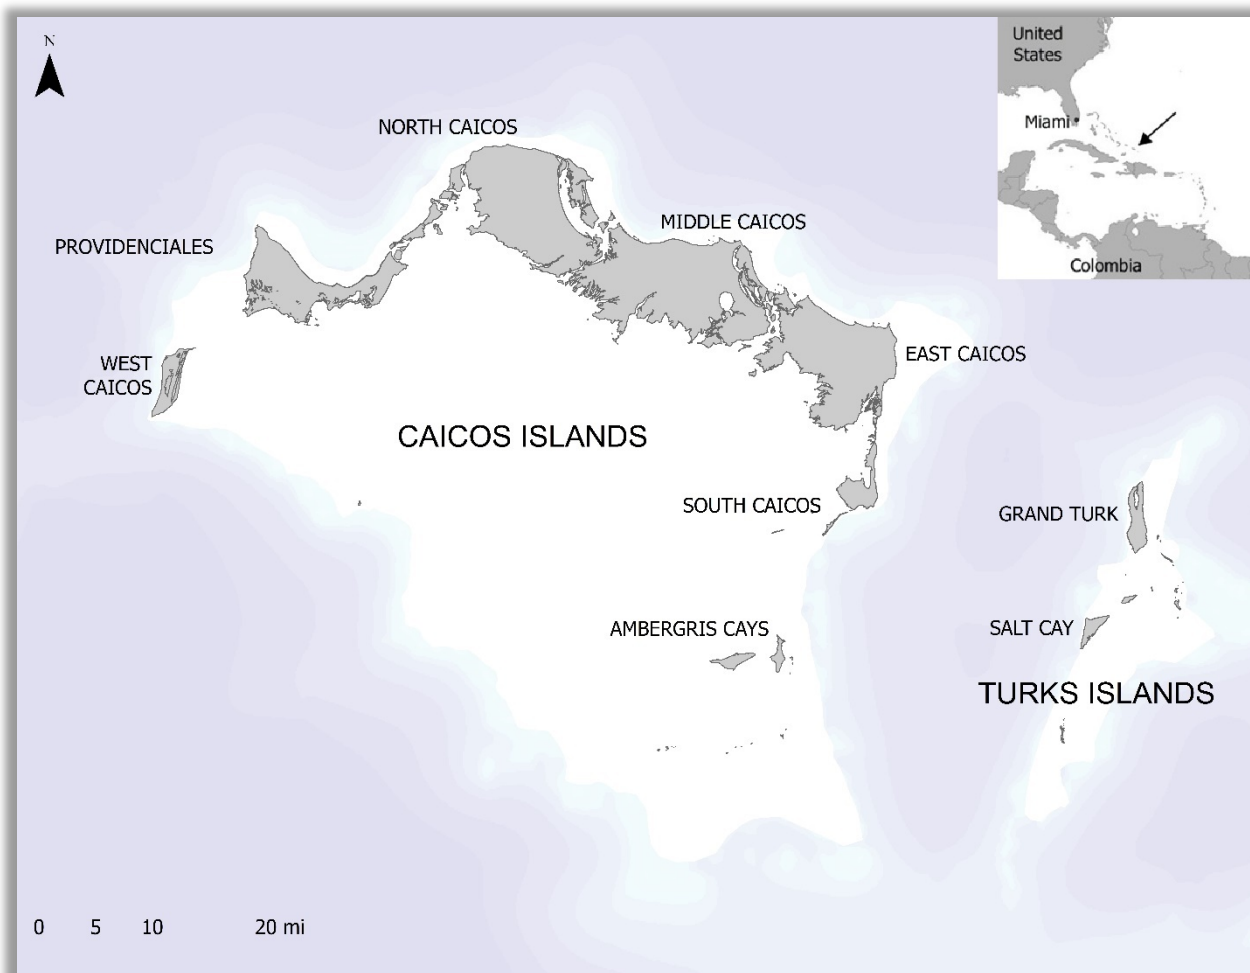 N
United
States
Miami
Colombia
NORTH CAICOS
MIDDLE CAICOS
PROVIDENCIALES
EAST CAICOS
WEST
CAICOS
CAICOS ISLANDS
SOUTH CAICOS
GRAND TURK
AMBERGRIS CAYS
SALT CAY
TURKS ISLANDS
0 5 10 20 mi